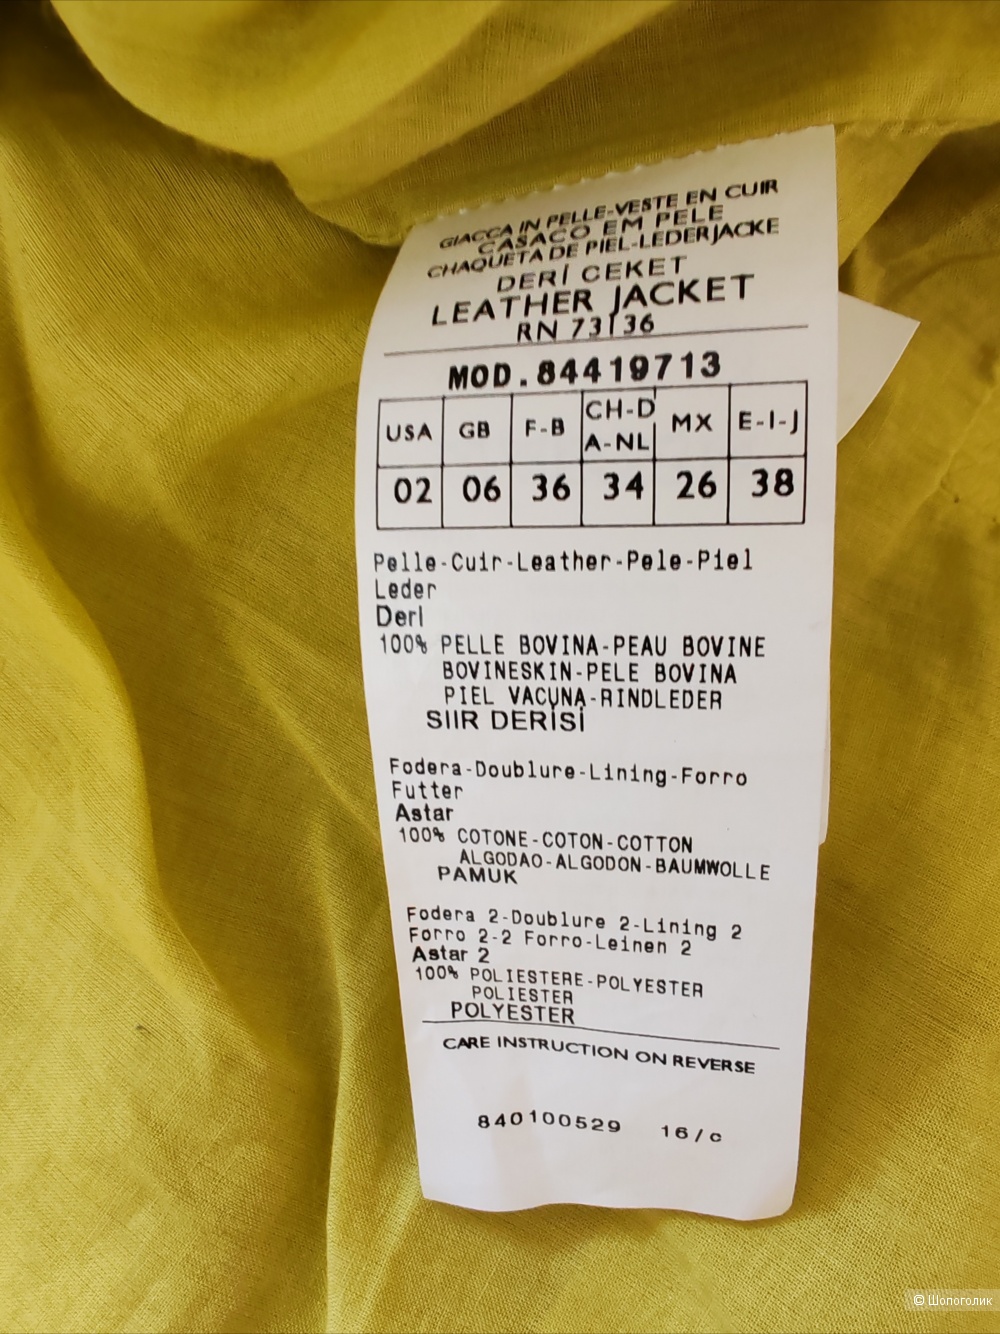 GIACCA IN PELLE-VESTE EN CUIR
CASACO EM PELE
CHAQUETA DE PIEL-LEDERJACKE
DERİ CEKET
LEATHER JACKET
RN 73136
MOD.84419713
USA GB F-B CH-D A-NL MX E-I-J
02 06 36 34 26 38
Pelle-Cuir-Leather-Pele-Piel
Leder
Deri
100% PELLE BOVINA-PEAU BOVINE
BOVINESKIN-PELE BOVINA
PIEL VACUNA-RINDLEDER
SIIR DERİSİ
Fodera-Doublure-Lining-Forro
Futter
Astar
100% COTONE-COTON-COTTON
ALGODAO-ALGODON-BAUMWOLLE
PAMUK
Fodera 2-Doublure 2-Lining 2
Forro 2-2 Forro-Leinen 2
Astar 2
100% POLIESTERE-POLYESTER
POLIESTER
POLYESTER
CARE INSTRUCTION ON REVERSE
840100529 16/c
© Шопоголик